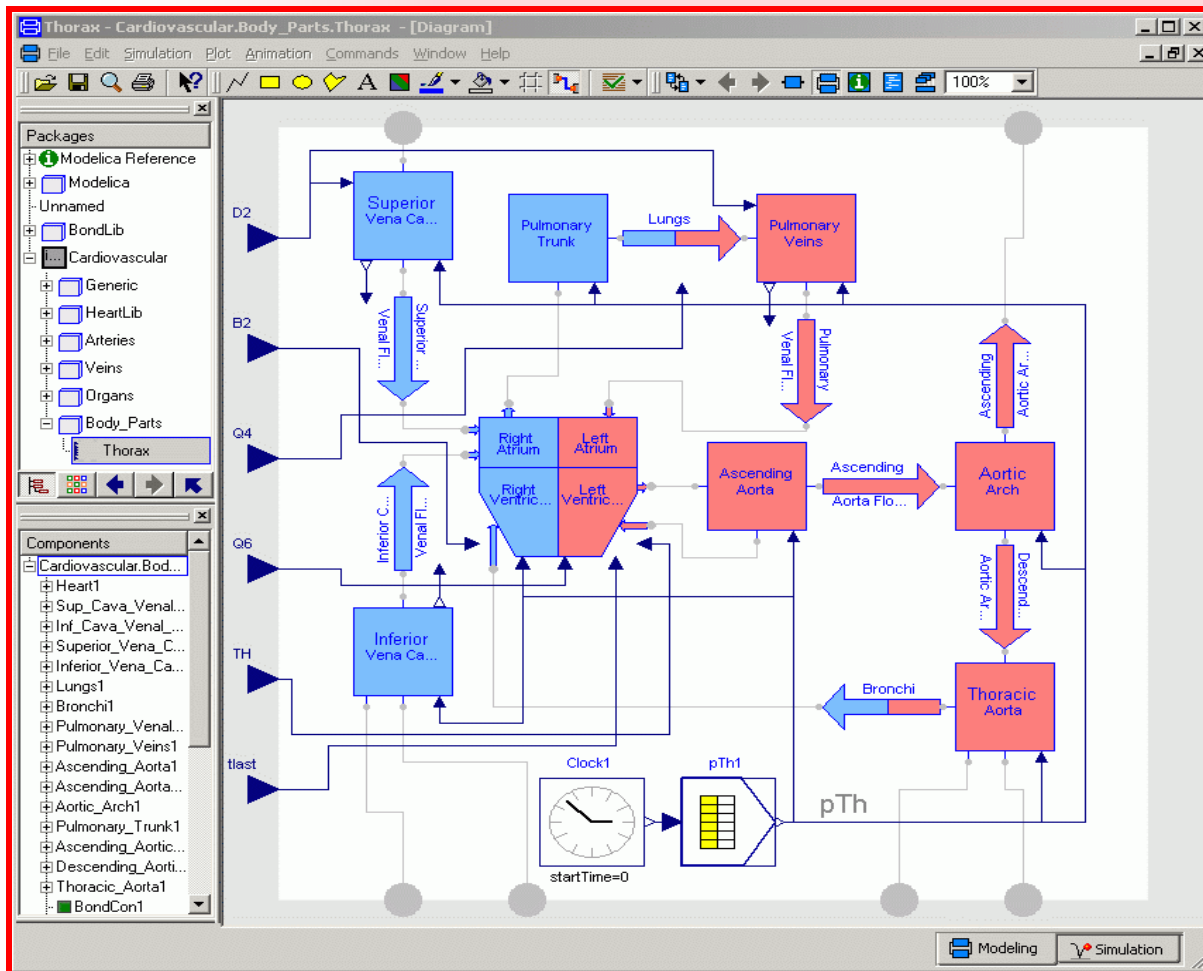 Thorax - Cardiovascular.Body_Parts.Thorax - [Diagram]
File Edit Simulation Plot Animation Commands Window Help
A
100%
Packages
Modelica Reference
Modelica
Unnamed
BondLib
Cardiovascular
Generic
HeartLib
Arteries
Veins
Organs
Body_Parts
Thorax
Components
Cardiovascular.Bod...
Heart1
Sup_Cava_Venal...
Inf_Cava_Venal_...
Superior_Vena_C...
Inferior_Vena_Ca...
Lungs1
Bronchi1
Pulmonary_Venal...
Pulmonary_Veins1
Ascending_Aorta1
Ascending_Aorta...
Aortic_Arch1
Pulmonary_Trunk1
Ascending_Aortic...
Descending_Aorti...
Thoracic_Aorta1
BondCon1
D2
B2
Q4
Q6
TH
tlast
Superior
Vena Ca...
Pulmonary
Trunk
Lungs
Pulmonary
Veins
Superior ...
Venal Fl...
Pulmonary
Venal Fl...
Ascending
Aortic Ar...
Right
Atrium
Left
Atrium
Right
Ventric...
Left
Ventric...
Ascending
Aorta
Ascending
Aorta Flo...
Aortic
Arch
Inferior C...
Venal Fl...
Descend...
Aortic Ar...
Inferior
Vena Ca...
Bronchi
Thoracic
Aorta
Clock1
pTh1
pTh
startTime=0
Modeling
Simulation